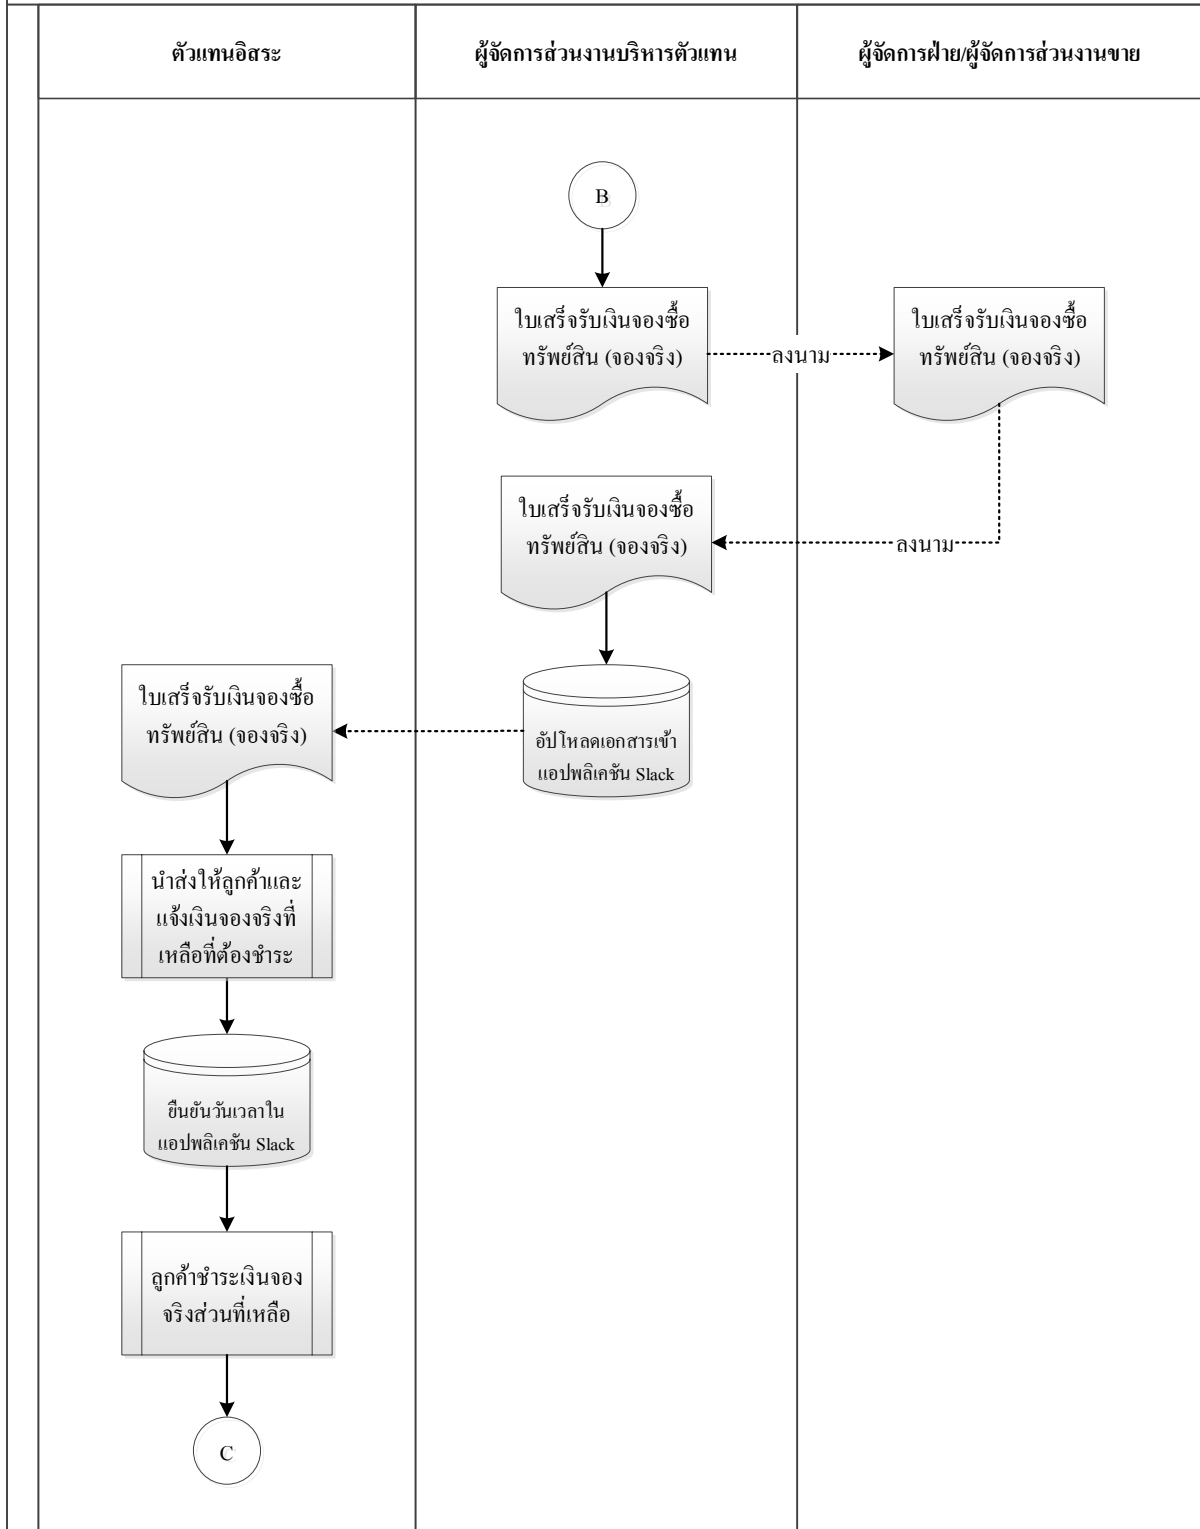 ตัวแทนอิสระ
ผู้จัดการส่วนงานบริหารตัวแทน
ผู้จัดการฝ่าย/ผู้จัดการส่วนงานขาย
B
ใบเสร็จรับเงินจองซื้อ
ทรัพย์สิน (จองจริง)
ลงนาม
ใบเสร็จรับเงินจองซื้อ
ทรัพย์สิน (จองจริง)
ใบเสร็จรับเงินจองซื้อ
ทรัพย์สิน (จองจริง)
ลงนาม
ใบเสร็จรับเงินจองซื้อ
ทรัพย์สิน (จองจริง)
อัปโหลดเอกสารเข้า
แอปพลิเคชัน Slack
นำส่งให้ลูกค้าและ
แจ้งเงินจองจริงที่
เหลือที่ต้องชำระ
ยืนยันวันเวลาใน
แอปพลิเคชัน Slack
ลูกค้าชำระเงินจอง
จริงส่วนที่เหลือ
C